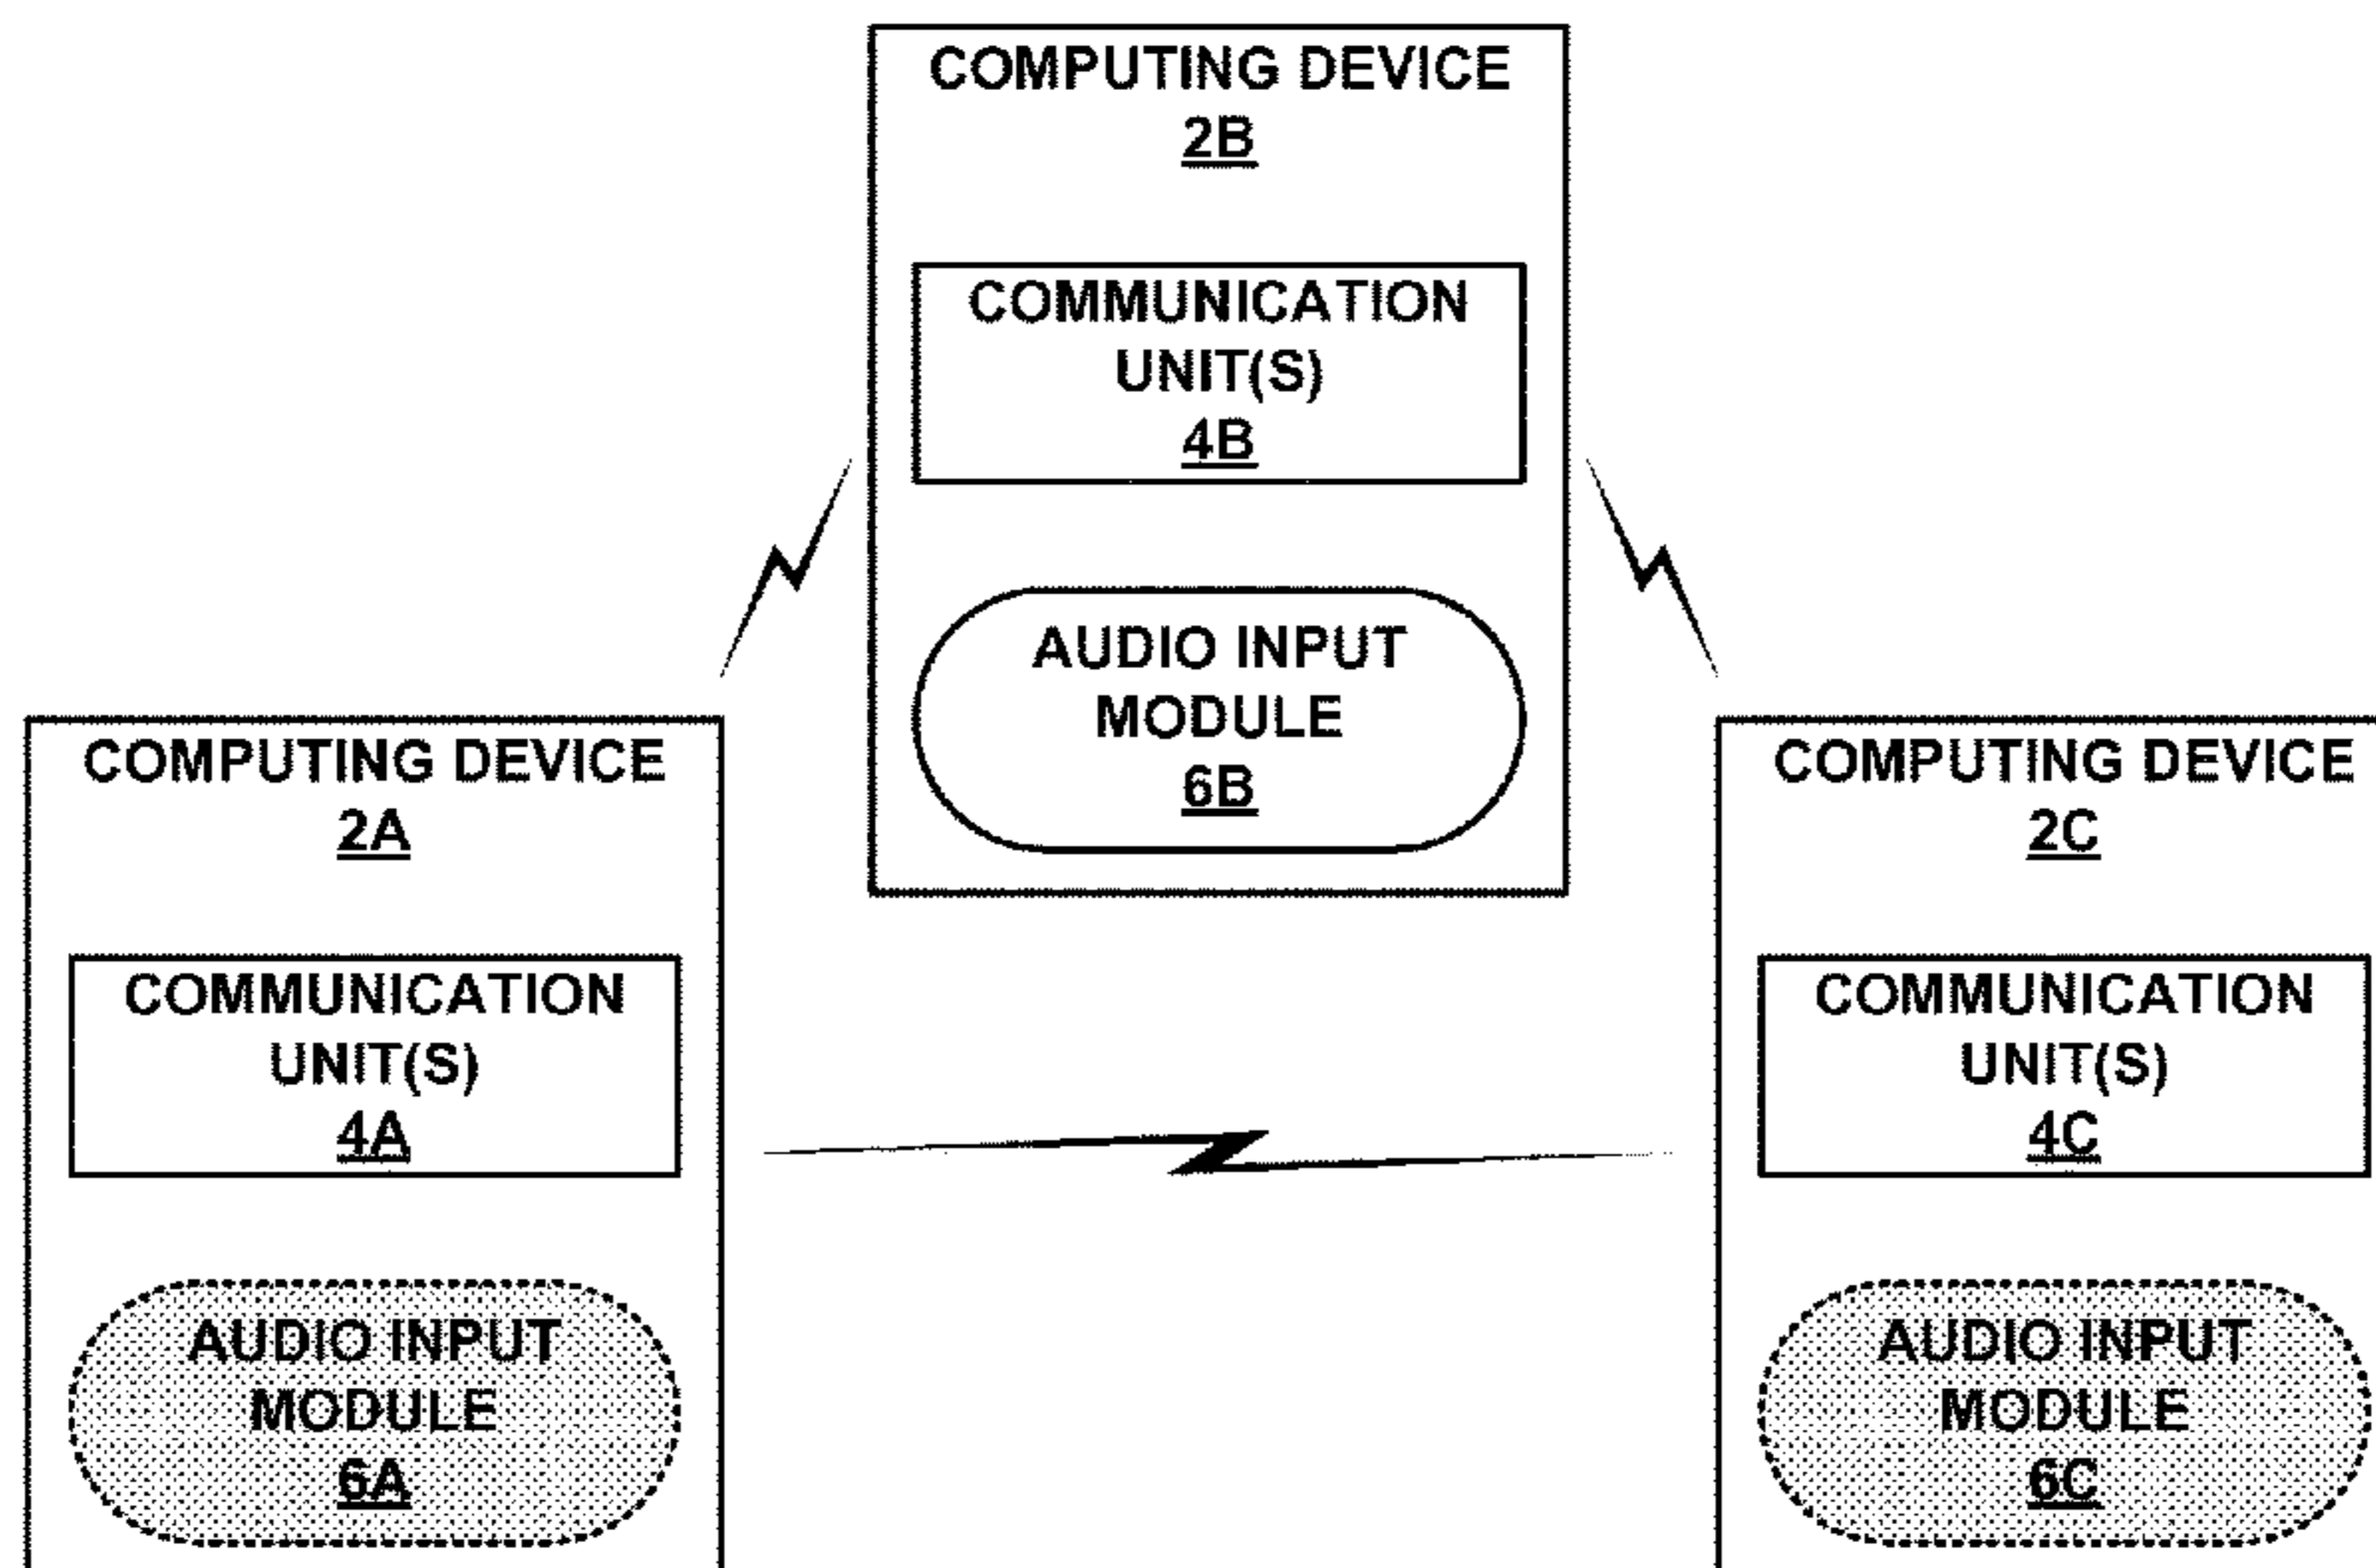 COMPUTING DEVICE
2B
COMMUNICATION
UNIT(S)
4B
AUDIO INPUT
MODULE
6B
COMPUTING DEVICE
2A
COMMUNICATION
UNIT(S)
4A
AUDIO INPUT
MODULE
6A
COMPUTING DEVICE
2C
COMMUNICATION
UNIT(S)
4C
AUDIO INPUT
MODULE
6C